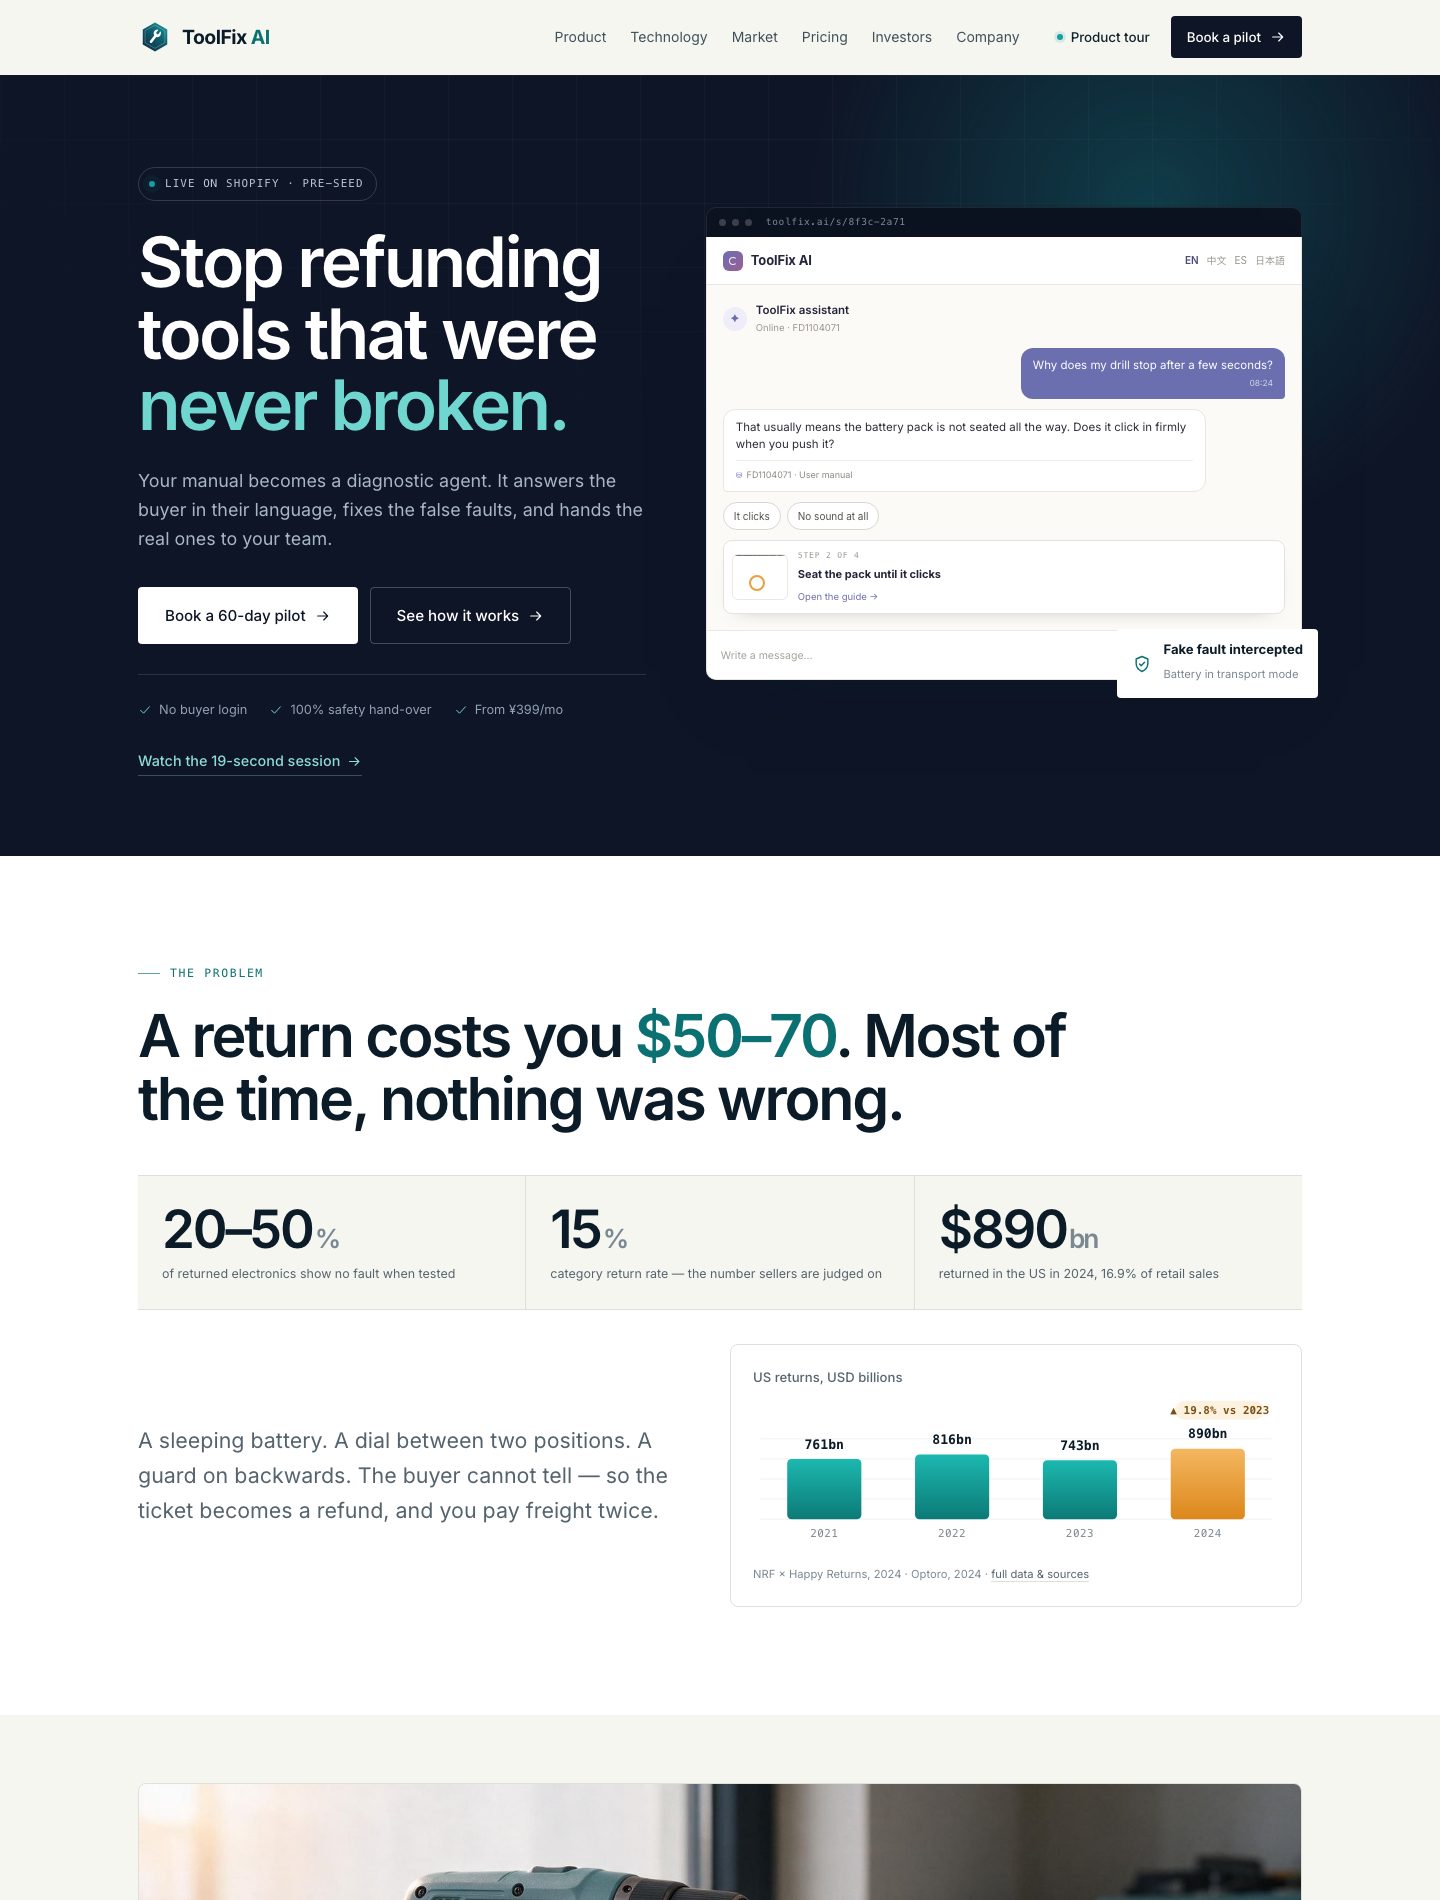 ToolFix AI
Product Technology Market Pricing Investors Company Product tour Book a pilot →
LIVE ON SHOPIFY · PRE-SEED
Stop refunding
tools that were
never broken.
Your manual becomes a diagnostic agent. It answers the
buyer in their language, fixes the false faults, and hands the
real ones to your team.
Book a 60-day pilot →
See how it works →
No buyer login
100% safety hand-over
From ¥399/mo
Watch the 19-second session →
toolfix.ai/s/8f3c-2a71
C ToolFix AI
EN 中文 ES 日本語
ToolFix assistant
Online · FD1104071
Why does my drill stop after a few seconds?
08:24
That usually means the battery pack is not seated all the way. Does it click in firmly
when you push it?
FD1104071 · User manual
It clicks
No sound at all
STEP 2 OF 4
Seat the pack until it clicks
Open the guide →
Write a message...
Fake fault intercepted
Battery in transport mode
THE PROBLEM
A return costs you $50–70. Most of
the time, nothing was wrong.
20–50%
of returned electronics show no fault when tested
15%
category return rate — the number sellers are judged on
$890bn
returned in the US in 2024, 16.9% of retail sales
A sleeping battery. A dial between two positions. A
guard on backwards. The buyer cannot tell — so the
ticket becomes a refund, and you pay freight twice.
US returns, USD billions
▲ 19.8% vs 2023
761bn
816bn
743bn
890bn
2021
2022
2023
2024
NRF × Happy Returns, 2024 · Optoro, 2024 · full data & sources